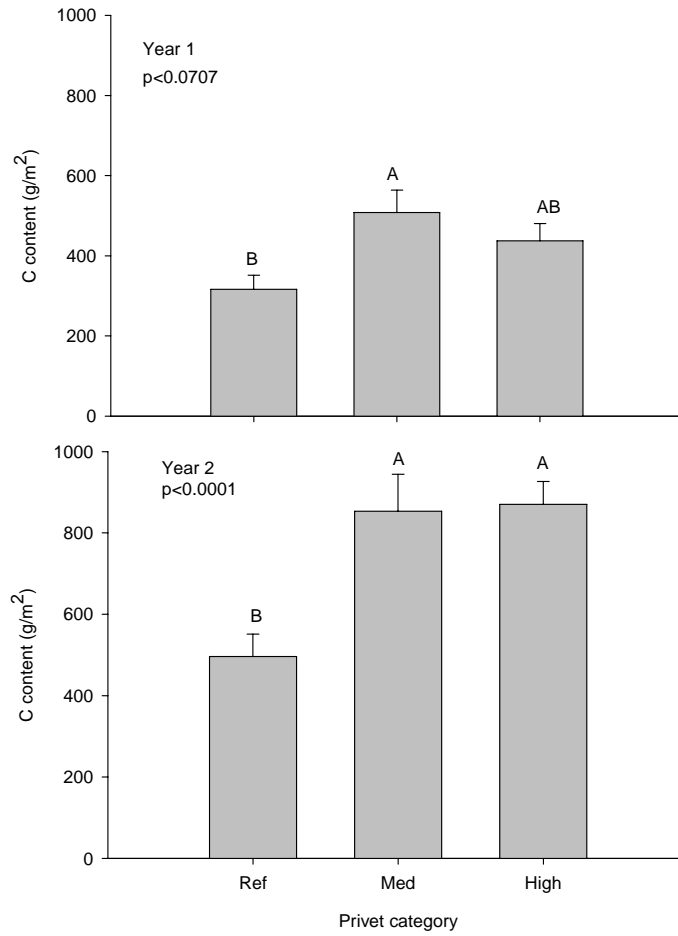 1000
800
600
400
200
0
C content (g/m²)
Year 1
p<0.0707
B
A
AB
1000
800
600
400
200
0
C content (g/m²)
Year 2
p<0.0001
B
A
A
Ref Med High
Privet category